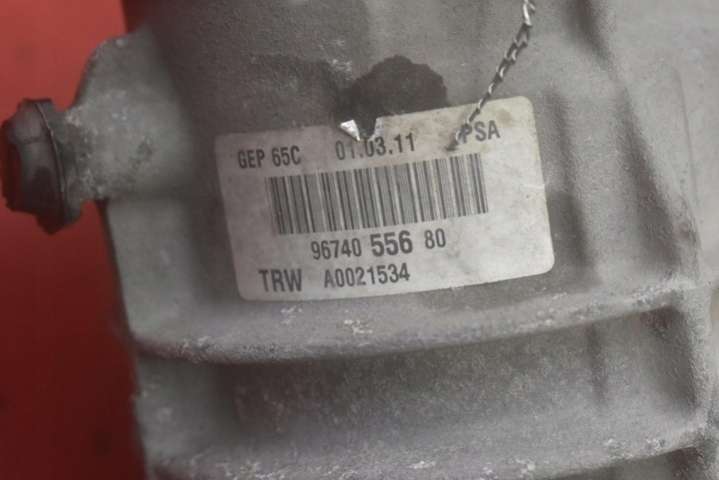 GEP 65C 01.03.11 PSA
96740 556 80
TRW A0021534